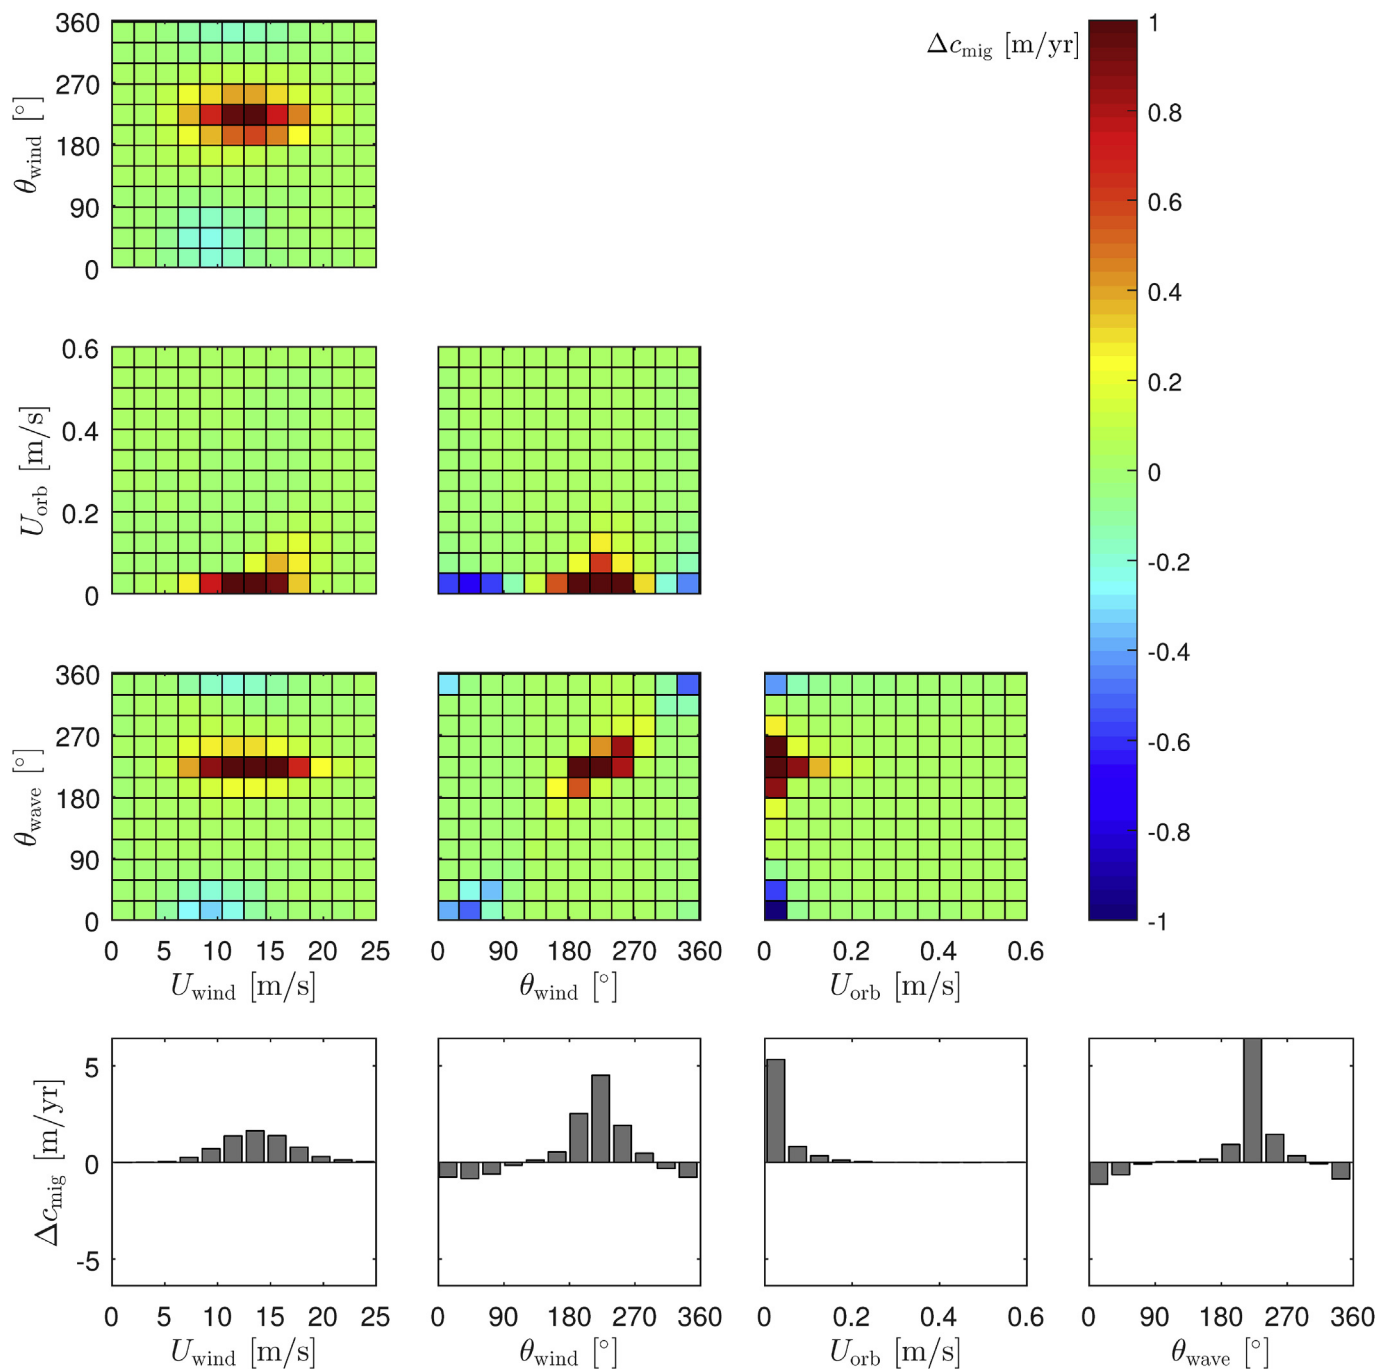 360
270
180
90
0
θwind [°]
Δcmig [m/yr]
1
0.8
0.6
0.4
0.2
0
-0.2
-0.4
-0.6
-0.8
-1
0.6
0.4
0.2
0
Uorb [m/s]
360
270
180
90
0
θwave [°]
0 5 10 15 20 25
Uwind [m/s]
0 90 180 270 360
θwind [°]
0 0.2 0.4 0.6
Uorb [m/s]
5
0
-5
Δcmig [m/yr]
0 5 10 15 20 25
Uwind [m/s]
0 90 180 270 360
θwind [°]
0 0.2 0.4 0.6
Uorb [m/s]
0 90 180 270 360
θwave [°]